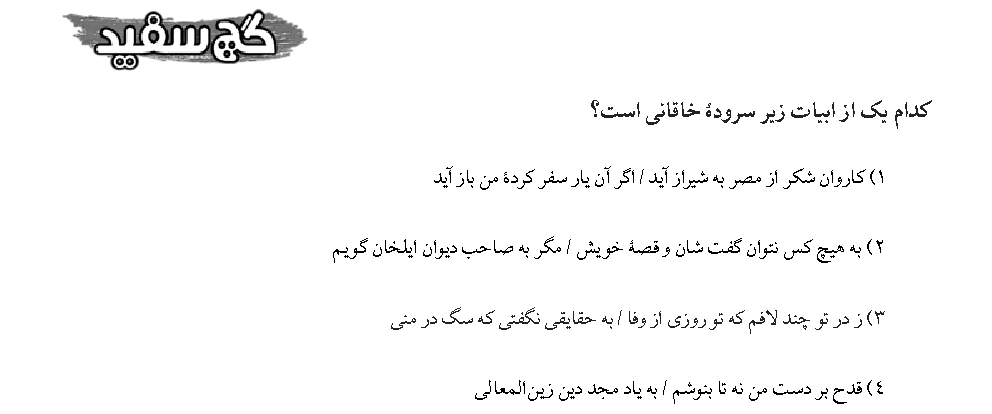 گچ سفید
کدام یک از ابیات زیر سرودهٔ خاقانی است؟
۱) کاروان شکر از مصر به شیراز آید / اگر آن یار سفر کردهٔ من باز آید
۲) به هیچ کس نتوان گفت شان و قصهٔ خویش / مگر به صاحب دیوان ایلخان گویم
۳) ز در تو چند لافم که تو روزی از وفا / به حقایقی نگفتی که سگ در منی
۴) قدح بر دست من نه تا بنوشم / به یاد مجد دین زین‌المعالی